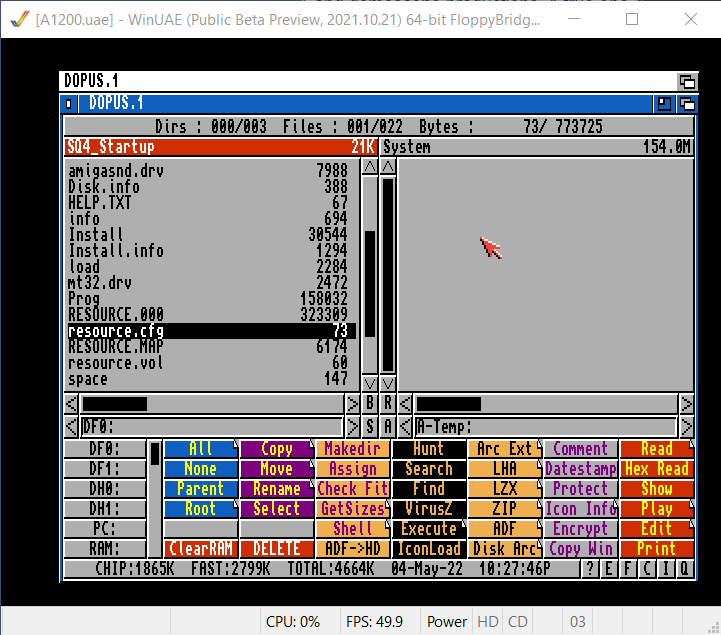 [A1200.uae] - WinUAE (Public Beta Preview, 2021.10.21) 64-bit FloppyBridg...
DOPUS.1
DOPUS.1
Dirs : 000/003 Files : 001/022 Bytes : 73/ 773725
SQ4_Startup 21K System 154.0M
amigasnd.drv 7988
Disk.info 388
HELP.TXT 67
info 694
Install 30544
Install.info 1294
load 2284
mt32.drv 2472
Prog 158032
RESOURCE.000 323309
resource.cfg 73
RESOURCE.MAP 6174
resource.vol 60
space 147
< > B R < >
< DF0: > S A < A-Temp: >
DF0: All Copy Makedir Hunt Arc Ext Comment Read
DF1: None Move Assign Search LHA Datestamp Hex Read
DH0: Parent Rename Check Fit Find LZX Protect Show
DH1: Root Select GetSizes VirusZ ZIP Icon Info Play
PC: Shell Execute ADF Encrypt Edit
RAM: ClearRAM DELETE ADF->HD IconLoad Disk Arc Copy Win Print
CHIP:1865K FAST:2799K TOTAL:4664K 04-May-22 10:27:46P ? E F C I Q
CPU: 0% FPS: 49.9 Power HD CD 03